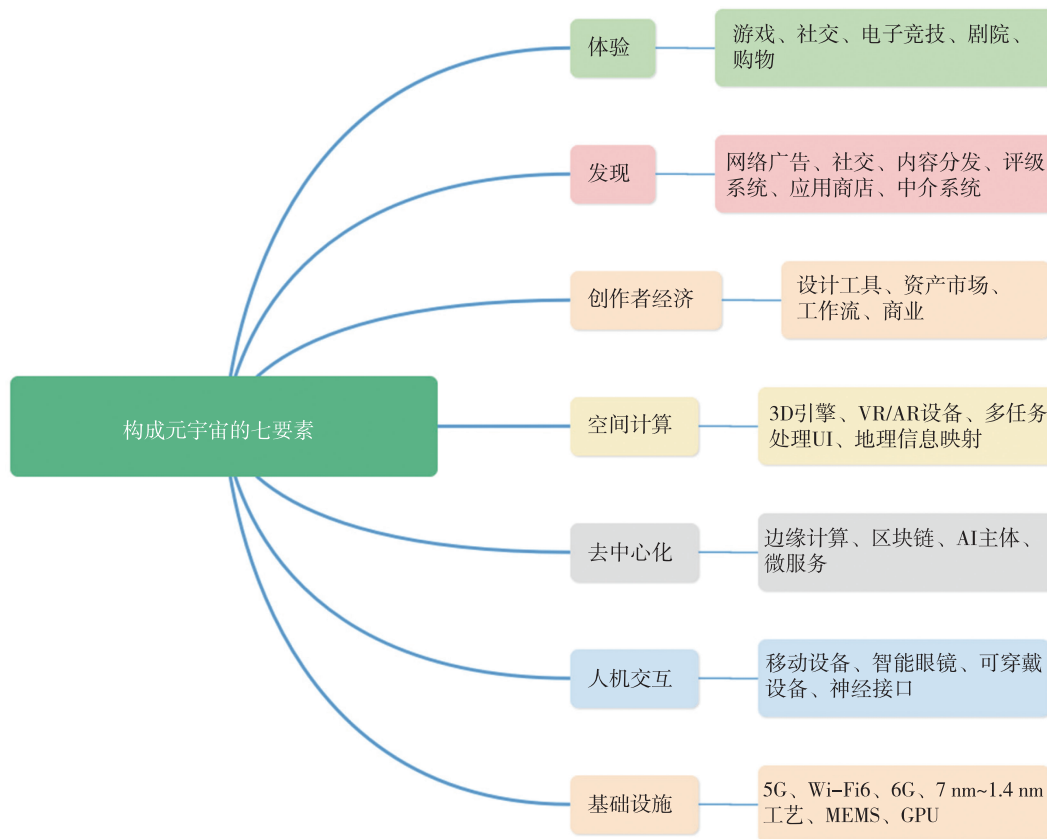 构成元宇宙的七要素
体验
游戏、社交、电子竞技、剧院、
购物
发现
网络广告、社交、内容分发、评级
系统、应用商店、中介系统
创作者经济
设计工具、资产市场、
工作流、商业
空间计算
3D引擎、VR/AR设备、多任务
处理UI、地理信息映射
去中心化
边缘计算、区块链、AI主体、
微服务
人机交互
移动设备、智能眼镜、可穿戴
设备、神经接口
基础设施
5G、Wi-Fi6、6G、7 nm~1.4 nm
工艺、MEMS、GPU